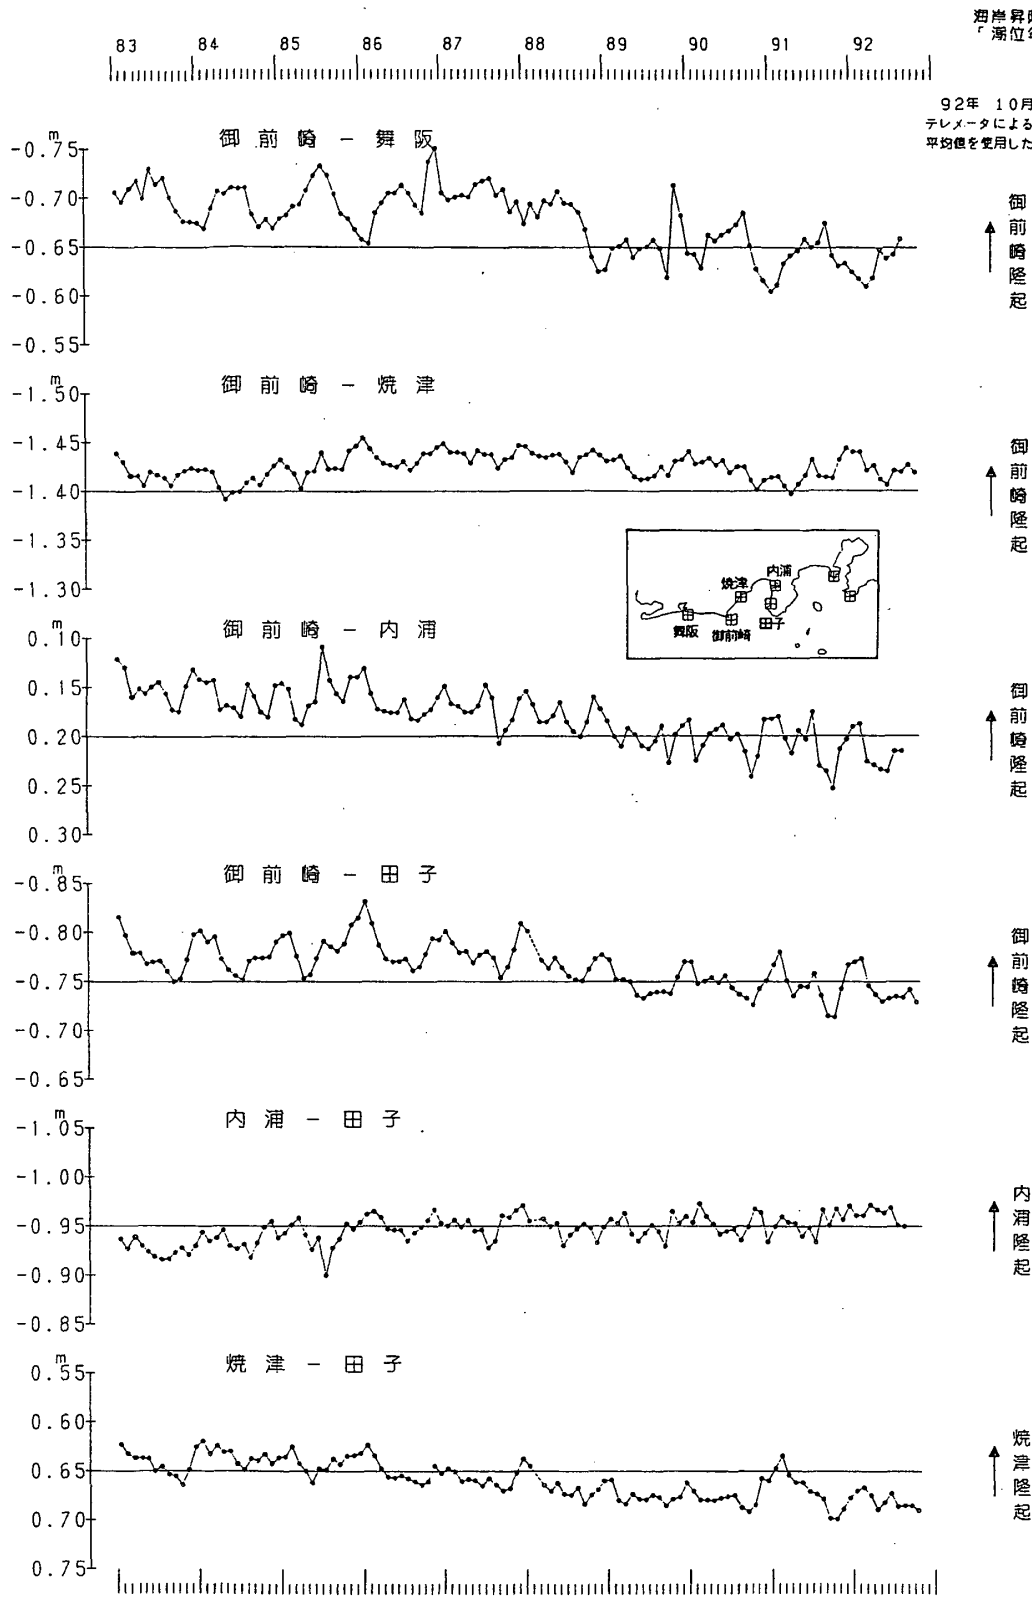 海岸昇
「潮位
83 84 85 86 87 88 89 90 91 92
92年 10月
テレメータによる
平均値を使用した
御前崎 - 舞阪
m
-0.75
-0.70
-0.65
-0.60
-0.55
御前崎隆起
御前崎 - 焼津
m
-1.50
-1.45
-1.40
-1.35
-1.30
御前崎隆起
焼津
内浦
舞阪
御前崎
田子
御前崎 - 内浦
m
0.10
0.15
0.20
0.25
0.30
御前崎隆起
御前崎 - 田子
m
-0.85
-0.80
-0.75
-0.70
-0.65
御前崎隆起
内浦 - 田子
m
-1.05
-1.00
-0.95
-0.90
-0.85
内浦隆起
焼津 - 田子
m
0.55
0.60
0.65
0.70
0.75
焼津隆起